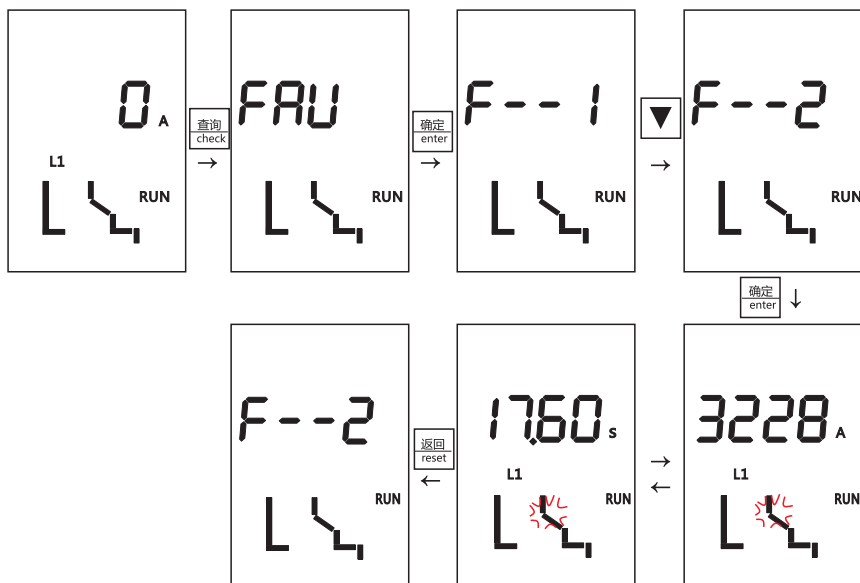 0 A
L1
RUN
查询
check
→
FAU
RUN
确定
enter
→
F--1
RUN
▼
→
F--2
RUN
确定
enter
↓
3228 A
L1
RUN
→
←
17.60 S
L1
RUN
返回
reset
←
F--2
RUN